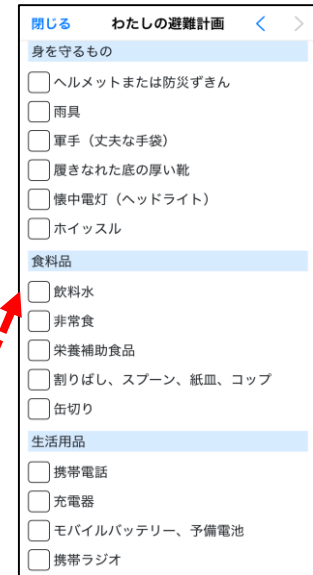 閉じる わたしの避難計画 < >
身を守るもの
ヘルメットまたは防災ずきん
雨具
軍手（丈夫な手袋）
履きなれた底の厚い靴
懐中電灯（ヘッドライト）
ホイッスル
食料品
飲料水
非常食
栄養補助食品
割りばし、スプーン、紙皿、コップ
缶切り
生活用品
携帯電話
充電器
モバイルバッテリー、予備電池
携帯ラジオ